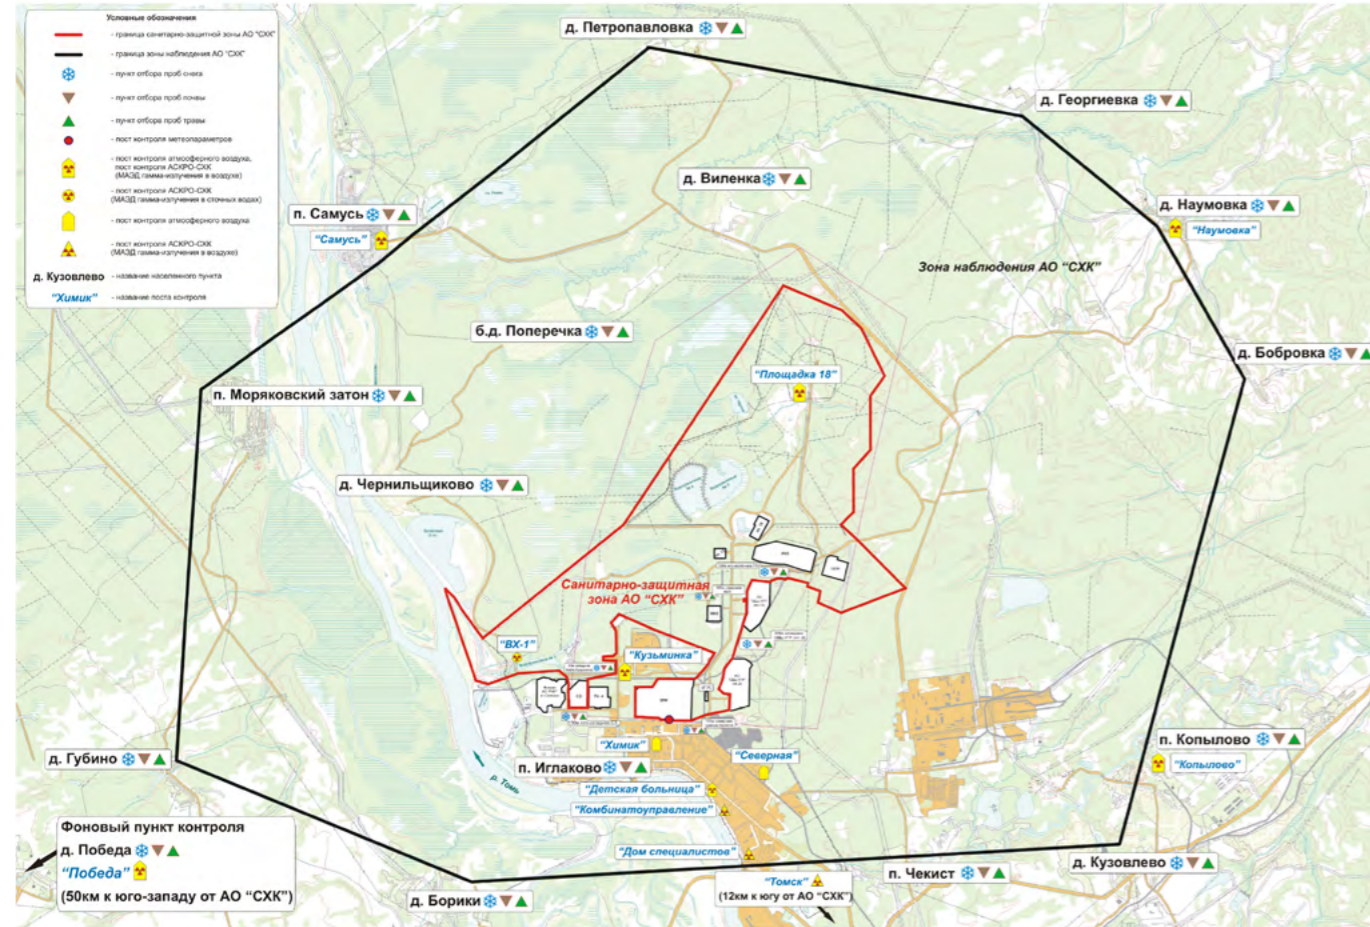 Условные обозначения
- граница санитарно-защитной зоны АО "СХК"
- граница зоны наблюдения АО "СХК"
- пункт отбора проб снега
- пункт отбора проб почвы
- пункт отбора проб травы
- пост контроля метеопараметров
- пост контроля атмосферного воздуха,
пост контроля АСКРО-СХК
(МАЭД гамма-излучения в воздухе)
- пост контроля АСКРО-СХК
(МАЭД гамма-излучения в сточных водах)
- пост контроля атмосферного воздуха
- пост контроля АСКРО-СХК
(МАЭД гамма-излучения в воздухе)
д. Кузовлево - название населенного пункта
"Химик" - название поста контроля
д. Петропавловка
д. Георгиевка
д. Виленка
д. Наумовка
"Наумовка"
п. Самусь
"Самусь"
Зона наблюдения АО "СХК"
б.д. Поперечка
д. Бобровка
"Площадка 18"
п. Моряковский затон
д. Чернильщиково
Санитарно-защитная
зона АО "СХК"
"ВХ-1"
"Кузьминка"
"Химик"
"Северная"
п. Копылово
"Копылово"
д. Губино
п. Иглаково
р. Томь
"Детская больница"
"Комбинатоуправление"
"Дом специалистов"
Фоновый пункт контроля
д. Победа
"Победа"
(50км к юго-западу от АО "СХК")
д. Кузовлево
п. Чекист
"Томск"
(12км к югу от АО "СХК")
д. Борики